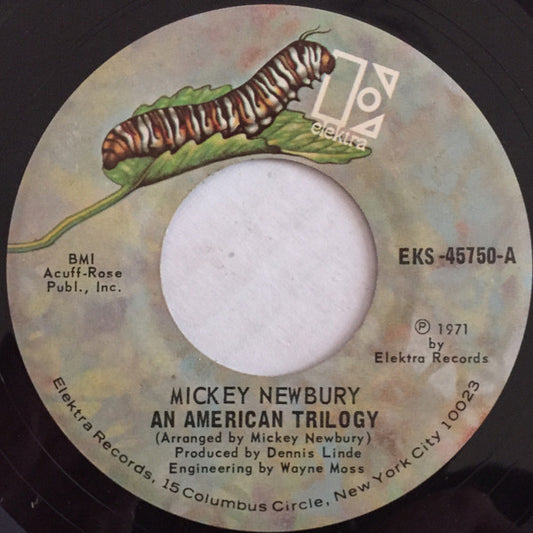 elektra
BMI
Acuff-Rose
Publ., Inc.
EKS-45750-A
℗ 1971
by
Elektra Records
MICKEY NEWBURY
AN AMERICAN TRILOGY
(Arranged by Mickey Newbury)
Produced by Dennis Linde
Engineering by Wayne Moss
Elektra Records, 15 Columbus Circle, New York City 10023